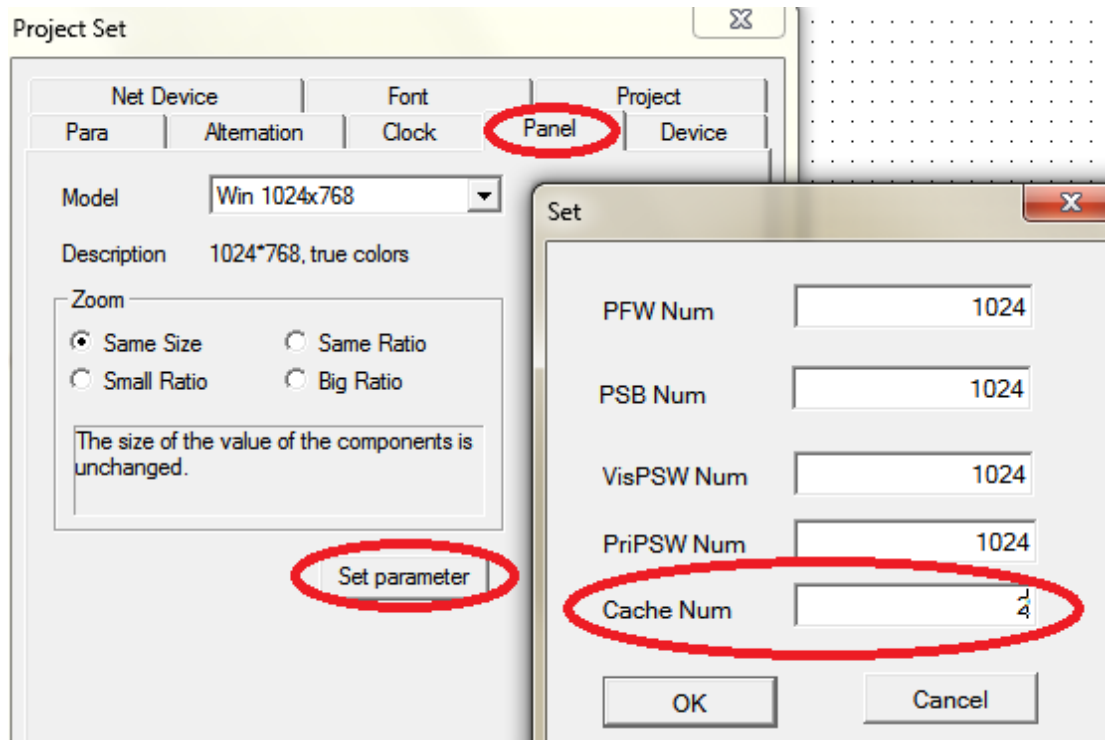 Project Set
Net Device Font Project
Para Alternation Clock Panel Device
Model Win 1024x768
Description 1024*768, true colors
Zoom
Same Size Same Ratio
Small Ratio Big Ratio
The size of the value of the components is
unchanged.
Set parameter
Set
PFW Num 1024
PSB Num 1024
VisPSW Num 1024
PriPSW Num 1024
Cache Num 2
OK Cancel